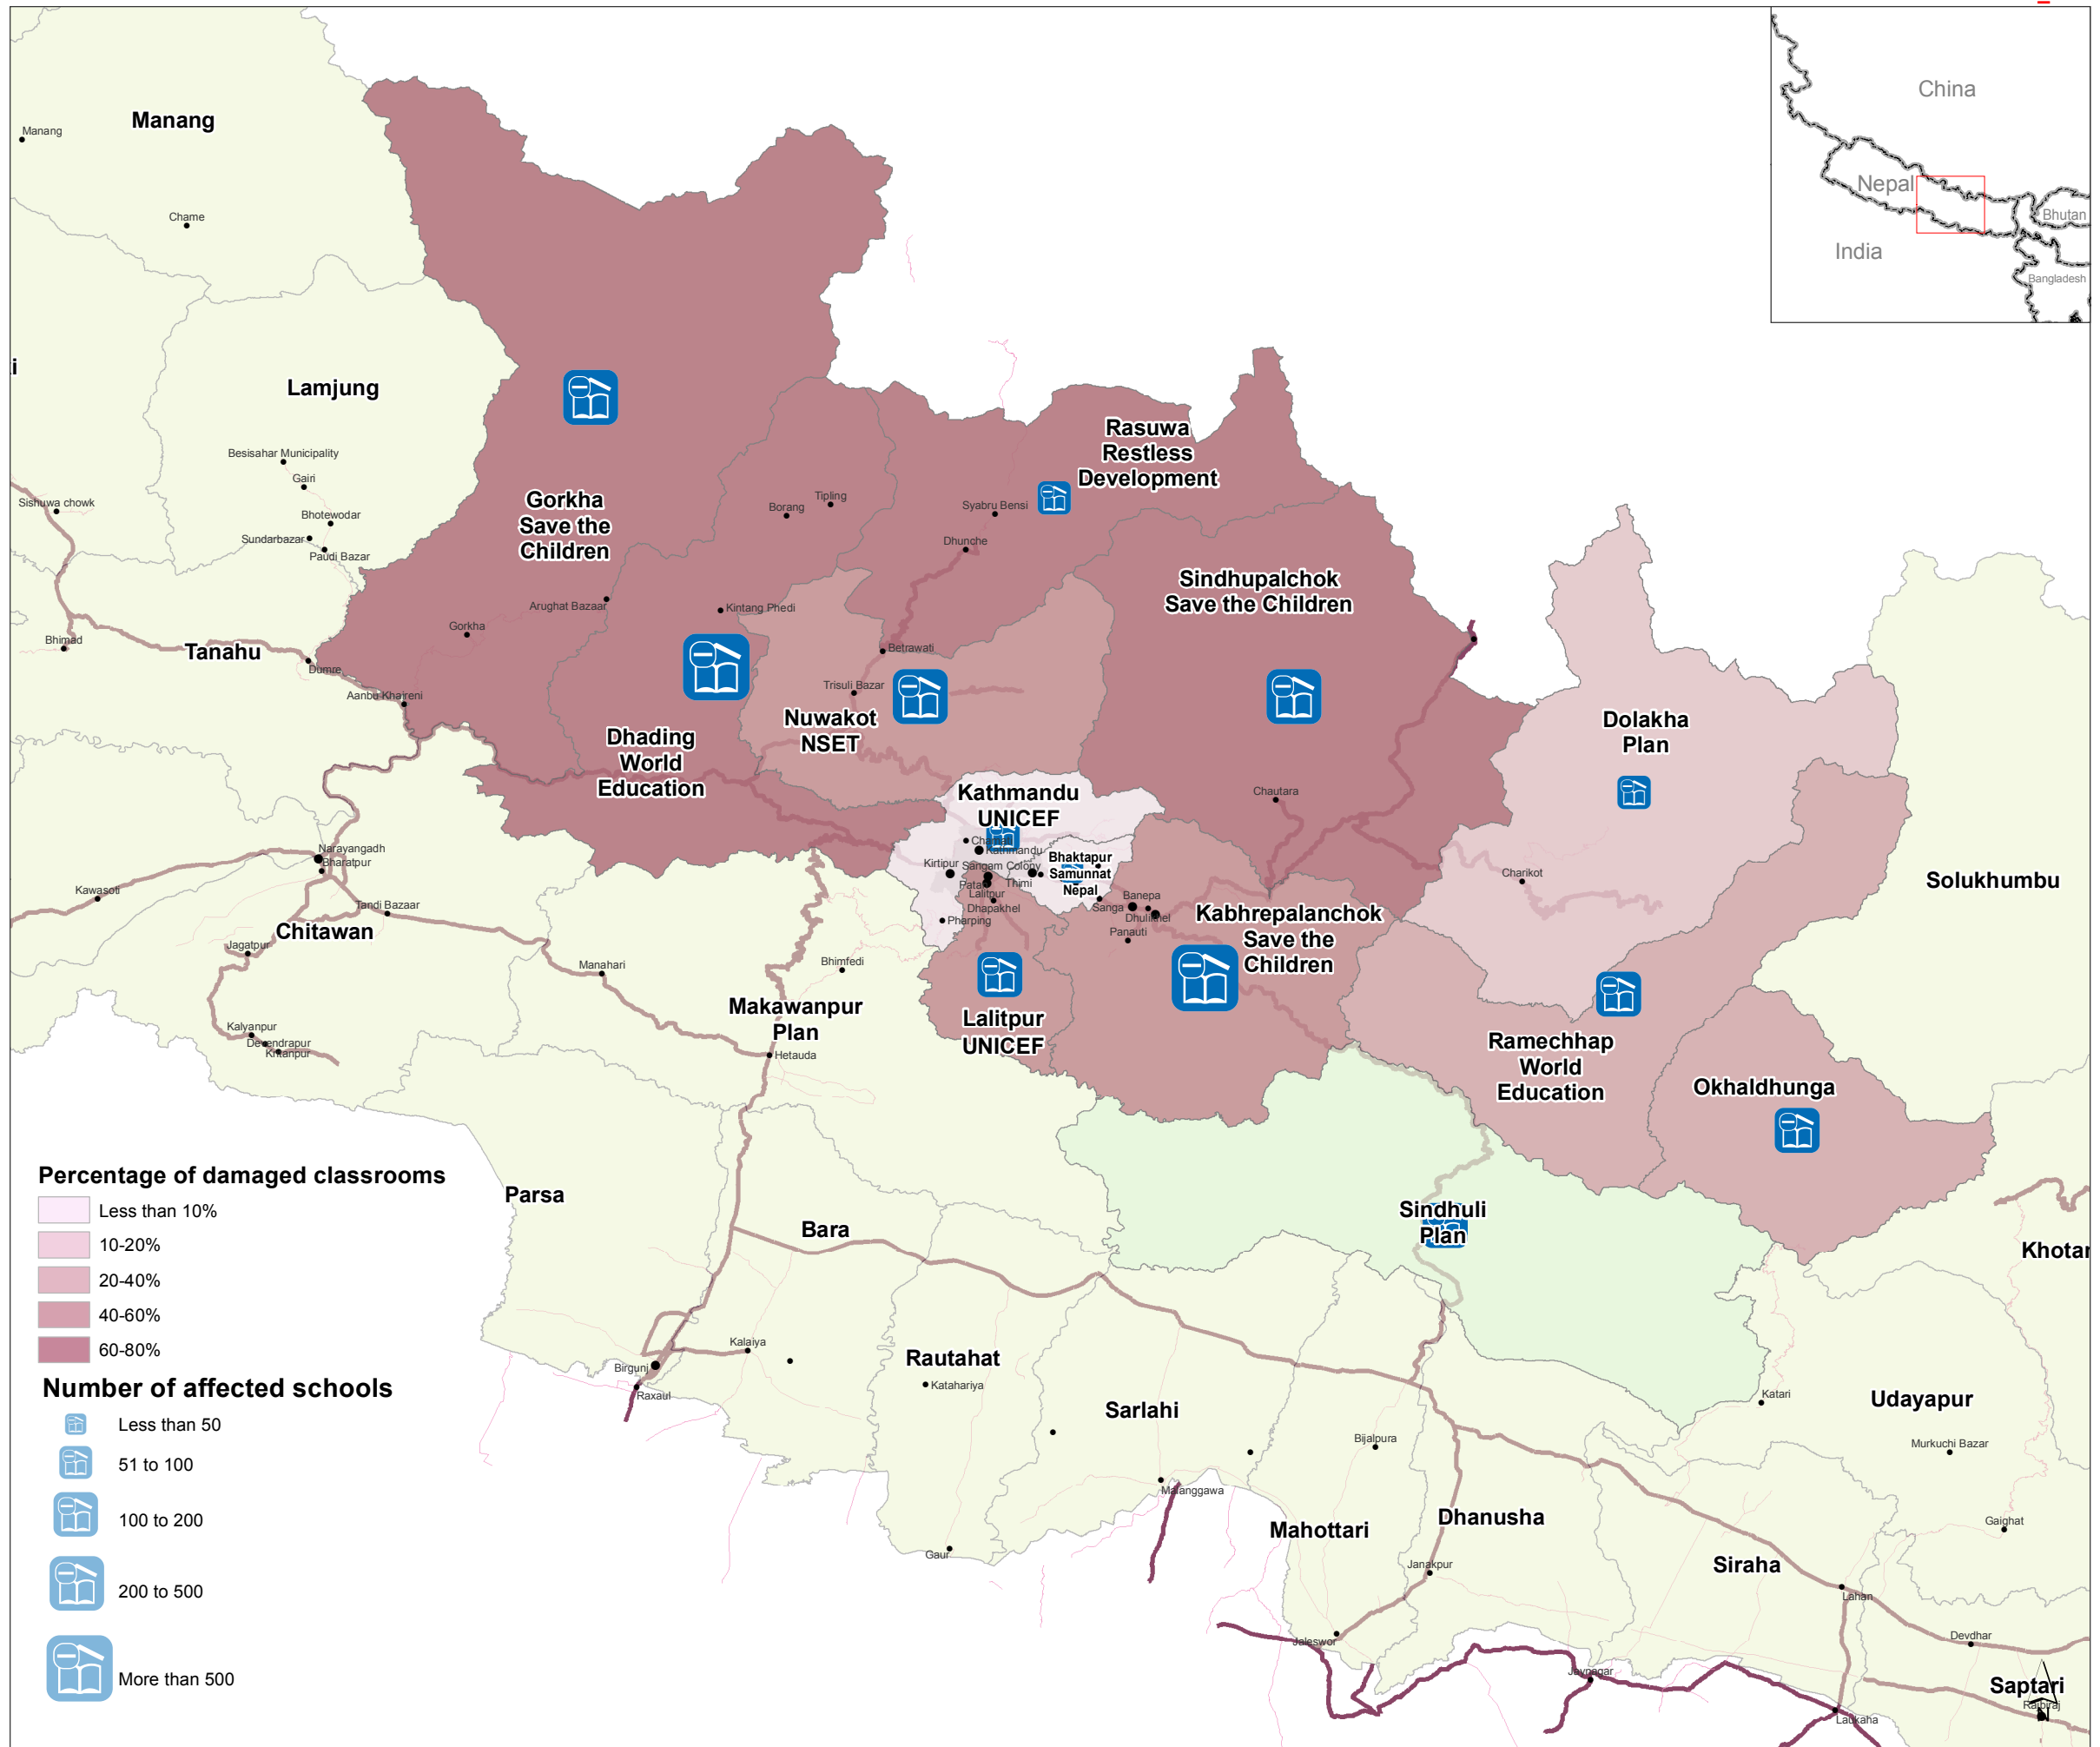 China
Nepal
India
Bhutan
Bangladesh
Manang
Manang
Chame
Lamjung
Besisahar Municipality
Gairi
Bhotewodar
Sundarbazar
Paudi Bazar
Sishuwa chowk
Bhimad
Tanahu
Dumre
Aanbu Khaireni
Gorkha
Save the
Children
Arughat Bazaar
Gorkha
Borang
Tipling
Kintang Phedi
Rasuwa
Restless
Development
Syabru Bensi
Dhunche
Betrawati
Trisuli Bazar
Nuwakot
NSET
Dhading
World
Education
Sindhupalchok
Save the Children
Chautara
Dolakha
Plan
Charikot
Solukhumbu
Kathmandu
UNICEF
Kathmandu
Kirtipur
Sangam Colony
Thimi
Lalitpur
Dhapakhel
Pharping
Bhaktapur
Samunnat
Nepal
Sanga
Banepa
Dhulikhel
Panauti
Kabhrepalanchok
Save the
Children
Lalitpur
UNICEF
Narayangadh
Bharatpur
Kawasoti
Tandi Bazaar
Chitawan
Jagatpur
Kalyanpur
Devendrapur
Kritanpur
Manahari
Bhimfedi
Makawanpur
Plan
Hetauda
Ramechhap
World
Education
Okhaldhunga
Sindhuli
Plan
Khotan
Parsa
Bara
Kalaiya
Birgunj
Raxaul
Rautahat
Katahariya
Gaur
Sarlahi
Malanggawa
Bijalpura
Mahottari
Dhanusha
Janakpur
Jaleswor
Jaynagar
Katari
Udayapur
Murkuchi Bazar
Gaighat
Siraha
Lahan
Devdhar
Saptari
Rajbiraj
Laukaha
Percentage of damaged classrooms
Less than 10%
10-20%
20-40%
40-60%
60-80%
Number of affected schools
Less than 50
51 to 100
100 to 200
200 to 500
More than 500